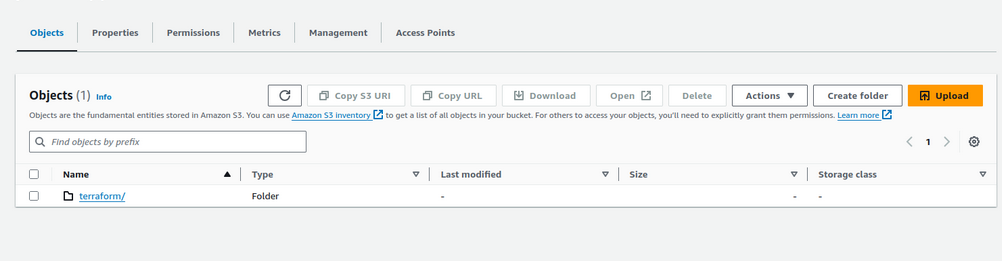 Objects Properties Permissions Metrics Management Access Points
Objects (1) Info Copy S3 URI Copy URL Download Open Delete Actions Create folder Upload
Objects are the fundamental entities stored in Amazon S3. You can use Amazon S3 inventory to get a list of all objects in your bucket. For others to access your objects, you'll need to explicitly grant them permissions. Learn more
Find objects by prefix 1
Name Type Last modified Size Storage class
terraform/ Folder - - -